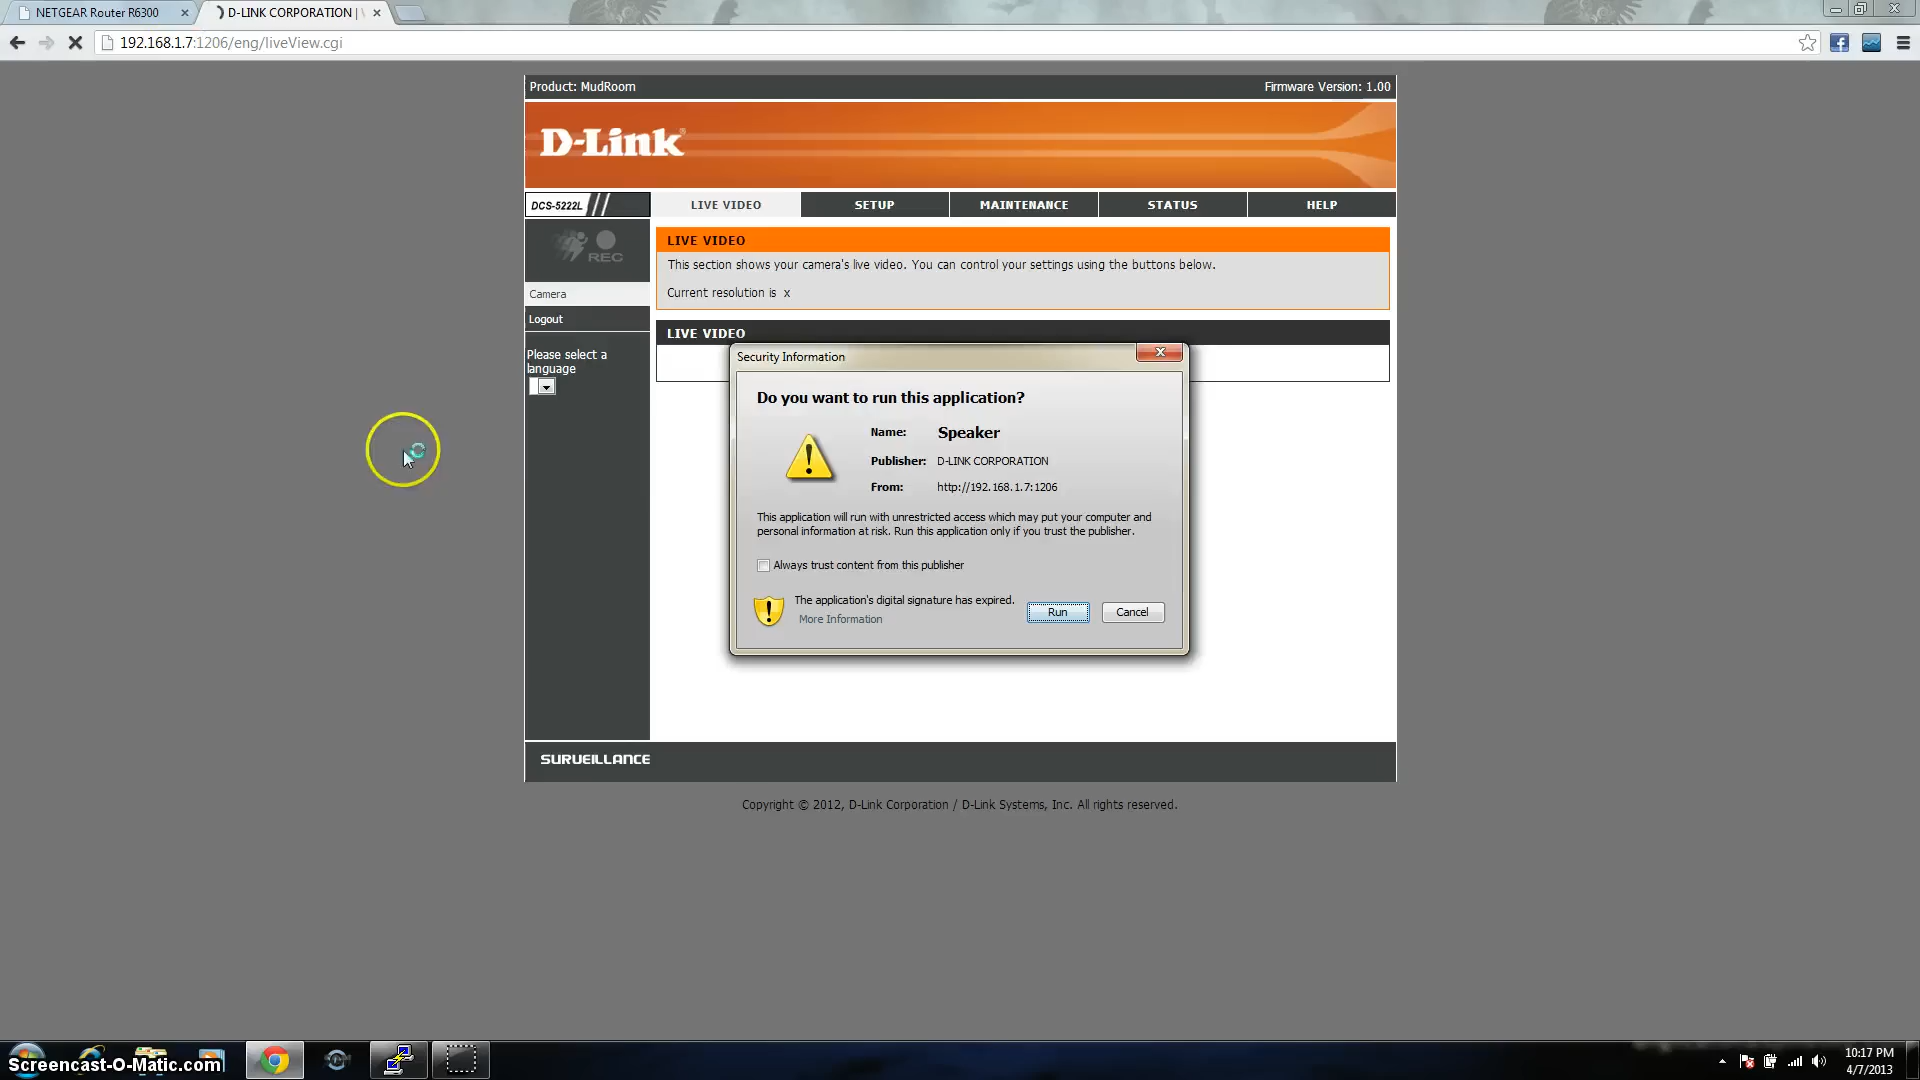 NETGEAR Router R6300
D-LINK CORPORATION |
192.168.1.7:1206/eng/liveView.cgi
Product: MudRoom
Firmware Version: 1.00
D-Link
DCS-5222L
LIVE VIDEO
SETUP
MAINTENANCE
STATUS
HELP
REC
Camera
Logout
Please select a
language
LIVE VIDEO
This section shows your camera's live video. You can control your settings using the buttons below.
Current resolution is x
LIVE VIDEO
Security Information
Do you want to run this application?
Name: Speaker
Publisher: D-LINK CORPORATION
From: http://192.168.1.7:1206
This application will run with unrestricted access which may put your computer and
personal information at risk. Run this application only if you trust the publisher.
Always trust content from this publisher
The application's digital signature has expired.
More Information
Run
Cancel
SURVEILLANCE
Copyright © 2012, D-Link Corporation / D-Link Systems, Inc. All rights reserved.
Screencast-O-Matic.com
10:17 PM
4/7/2013